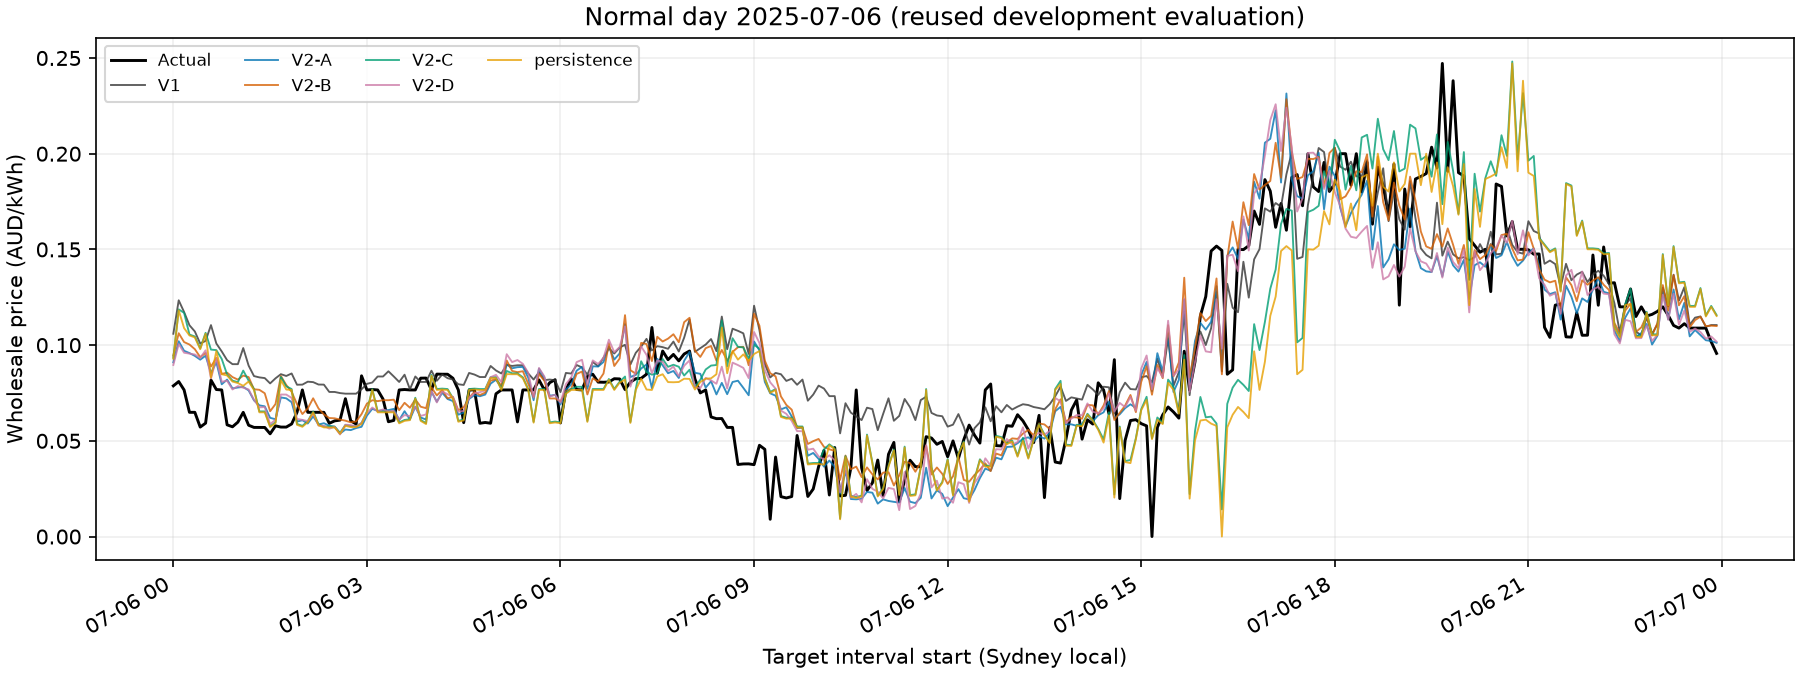 Normal day 2025-07-06 (reused development evaluation)
Actual V2-A V2-C persistence
V1 V2-B V2-D
Wholesale price (AUD/kWh)
0.25
0.20
0.15
0.10
0.05
0.00
07-06 00 07-06 03 07-06 06 07-06 09 07-06 12 07-06 15 07-06 18 07-06 21 07-07 00
Target interval start (Sydney local)